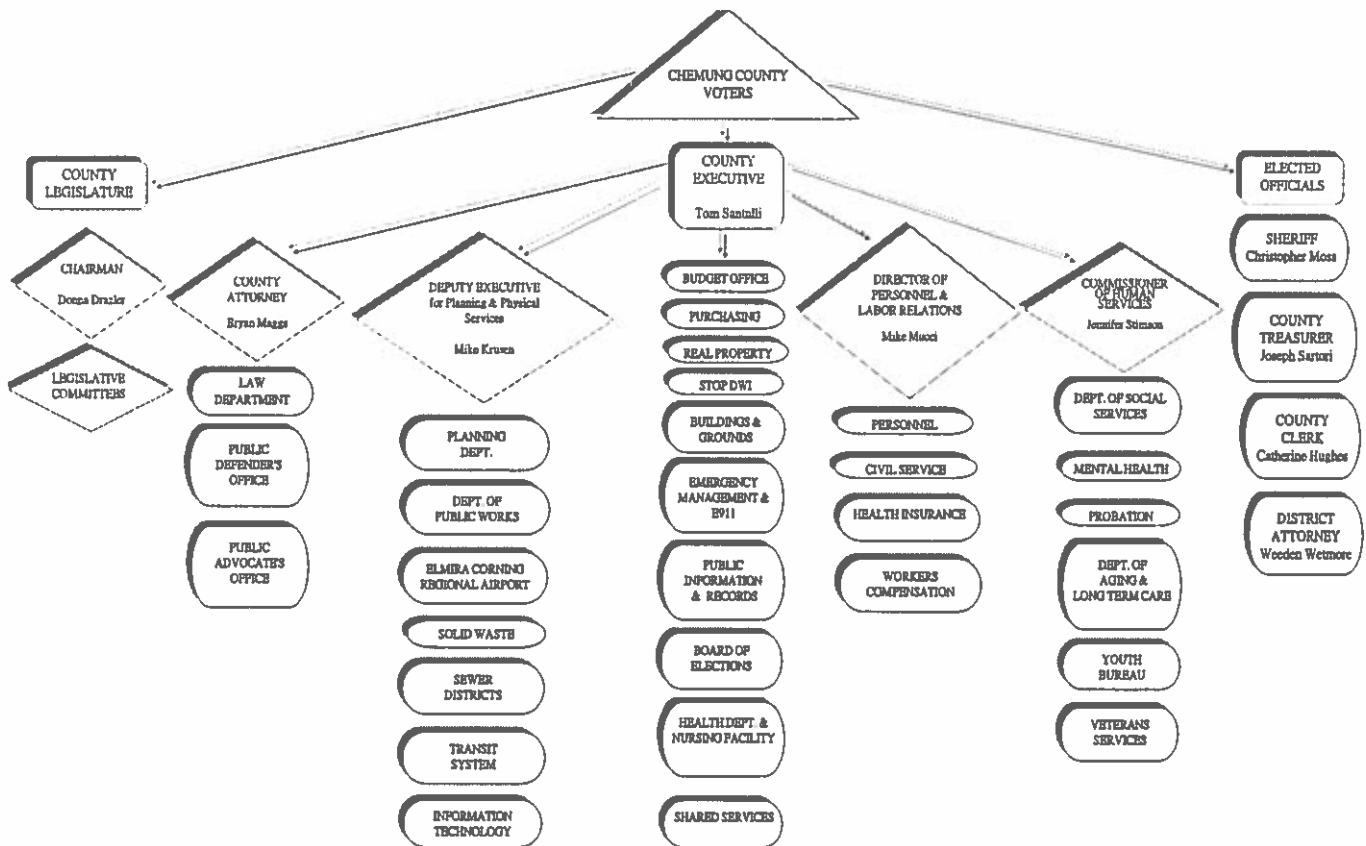 CHEMUNG COUNTY
VOTERS
COUNTY
LEGISLATURE
COUNTY
EXECUTIVE
Tom Santulli
ELECTED
OFFICIALS
CHAIRMAN
Donna Draxler
LEGISLATIVE
COMMITTEES
COUNTY
ATTORNEY
Bryan Maggs
LAW
DEPARTMENT
PUBLIC
DEFENDER'S
OFFICE
PUBLIC
ADVOCATE'S
OFFICE
DEPUTY EXECUTIVE
for Planning & Physical
Services
Mike Krusen
PLANNING
DEPT.
DEPT. OF
PUBLIC WORKS
ELMIRA CORNING
REGIONAL AIRPORT
SOLID WASTE
SEWER
DISTRICTS
TRANSIT
SYSTEM
INFORMATION
TECHNOLOGY
BUDGET OFFICE
PURCHASING
REAL PROPERTY
STOP DWI
BUILDINGS &
GROUNDS
EMERGENCY
MANAGEMENT &
E911
PUBLIC
INFORMATION
& RECORDS
BOARD OF
ELECTIONS
HEALTH DEPT. &
NURSING FACILITY
SHARED SERVICES
DIRECTOR OF
PERSONNEL &
LABOR RELATIONS
Mike Mucci
PERSONNEL
CIVIL SERVICE
HEALTH INSURANCE
WORKERS
COMPENSATION
COMMISSIONER
OF HUMAN
SERVICES
Jennifer Stimson
DEPT. OF SOCIAL
SERVICES
MENTAL HEALTH
PROBATION
DEPT. OF
AGING &
LONG TERM CARE
YOUTH
BUREAU
VETERANS
SERVICES
SHERIFF
Christopher Moss
COUNTY
TREASURER
Joseph Sartori
COUNTY
CLERK
Catherine Hughes
DISTRICT
ATTORNEY
Weeden Wetmore